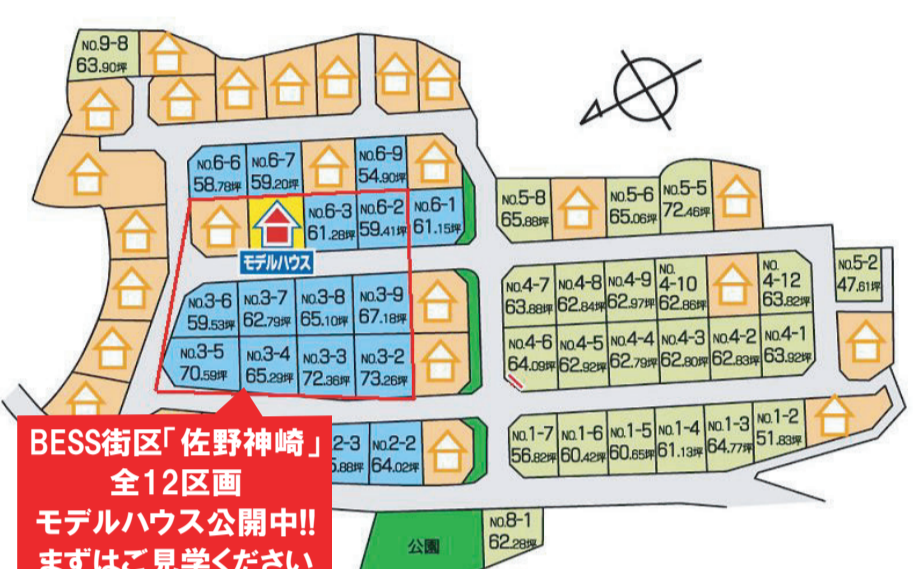 NO.9-8
63.90坪
NO.6-6
58.78坪
NO.6-7
59.20坪
NO.6-9
54.90坪
NO.6-3
61.28坪
NO.6-2
59.41坪
NO.6-1
61.15坪
モデルハウス
NO.5-8
65.88坪
NO.5-6
65.06坪
NO.5-5
72.46坪
NO.5-2
47.61坪
NO.3-6
59.53坪
NO.3-7
62.79坪
NO.3-8
65.10坪
NO.3-9
67.18坪
NO.3-5
70.59坪
NO.3-4
65.29坪
NO.3-3
72.36坪
NO.3-2
73.26坪
NO.4-7
63.88坪
NO.4-8
62.84坪
NO.4-9
62.97坪
NO.
4-10
62.86坪
NO.
4-12
63.82坪
NO.4-6
64.09坪
NO.4-5
62.92坪
NO.4-4
62.79坪
NO.4-3
62.80坪
NO.4-2
62.83坪
NO.4-1
63.92坪
2-3
5.88坪
NO.2-2
64.02坪
NO.1-7
56.82坪
NO.1-6
60.42坪
NO.1-5
60.65坪
NO.1-4
61.13坪
NO.1-3
64.77坪
NO.1-2
51.83坪
BESS街区「佐野神崎」
全12区画
モデルハウス公開中!!
まずはご見学ください
公園
NO.8-1
62.28坪